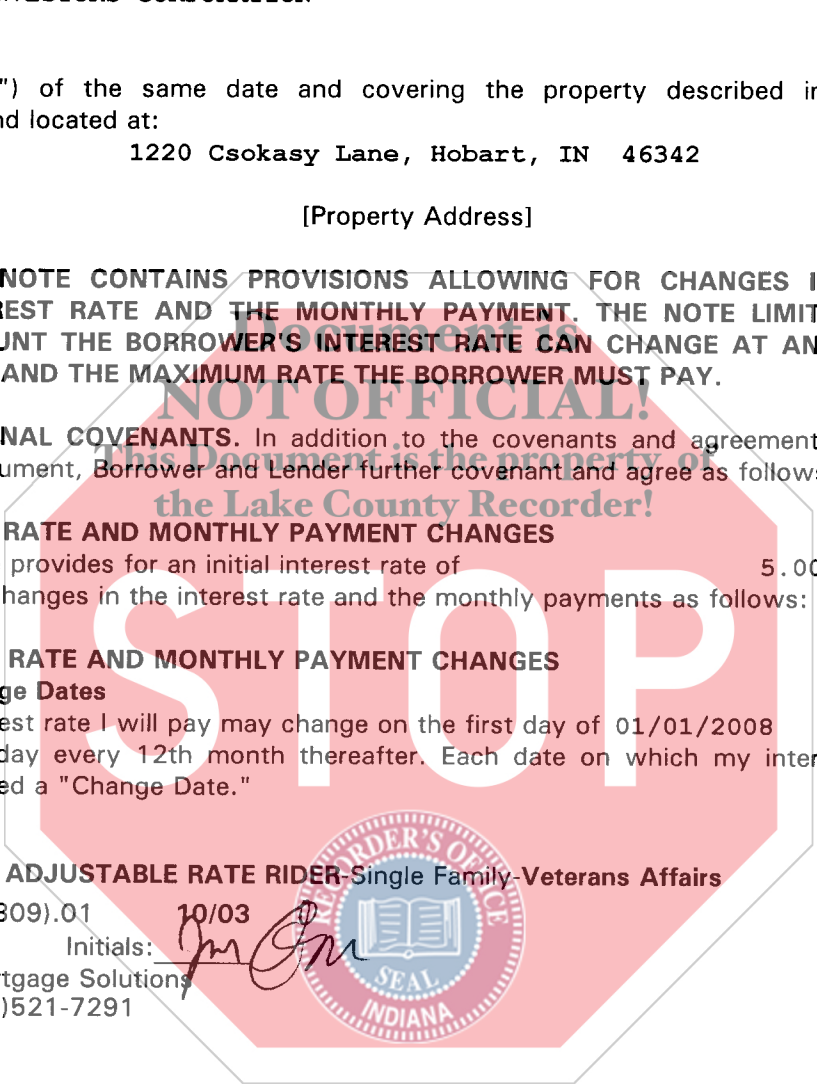 ") of the same date and covering the property described in
nd located at:
1220 Csokasy Lane, Hobart, IN 46342
[Property Address]
NOTE CONTAINS PROVISIONS ALLOWING FOR CHANGES I
REST RATE AND THE MONTHLY PAYMENT. THE NOTE LIMIT
UNT THE BORROWER'S INTEREST RATE CAN CHANGE AT AN
AND THE MAXIMUM RATE THE BORROWER MUST PAY.
Document is
NOT OFFICIAL!
This Document is the property of
the Lake County Recorder!
NAL COVENANTS. In addition to the covenants and agreement
ument, Borrower and Lender further covenant and agree as follows
RATE AND MONTHLY PAYMENT CHANGES
provides for an initial interest rate of 5.00
hanges in the interest rate and the monthly payments as follows:
STOP
RATE AND MONTHLY PAYMENT CHANGES
ge Dates
est rate I will pay may change on the first day of 01/01/2008
day every 12th month thereafter. Each date on which my inter
ed a "Change Date."
ADJUSTABLE RATE RIDER-Single Family-Veterans Affairs
309).01 10/03
Initials:
tgage Solutions
)521-7291
RECORDER'S OFFICE
SEAL
INDIANA